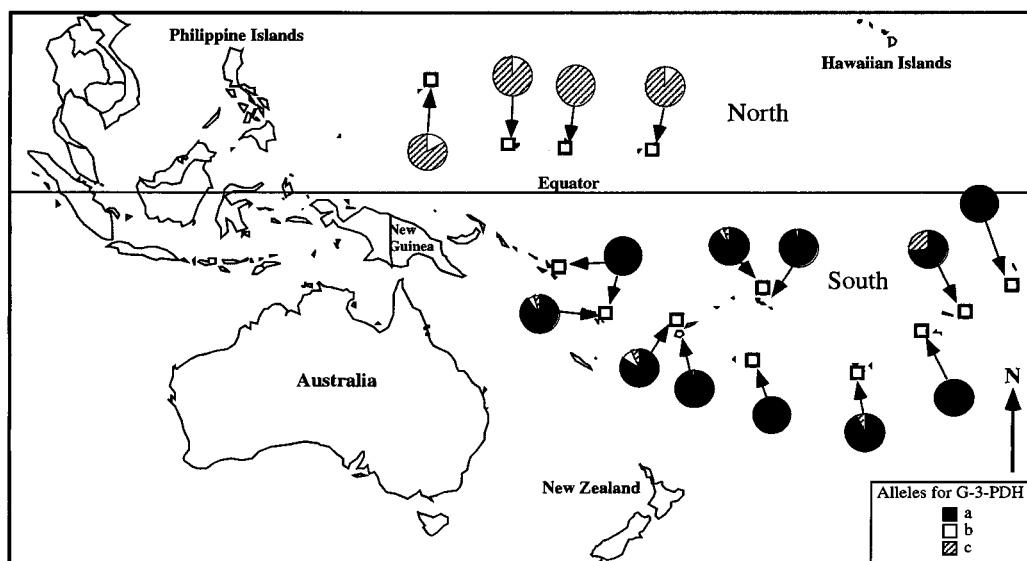 Philippine Islands
Hawaiian Islands
North
Equator
New
Guinea
South
Australia
N
New Zealand
Alleles for G-3-PDH
a
b
c